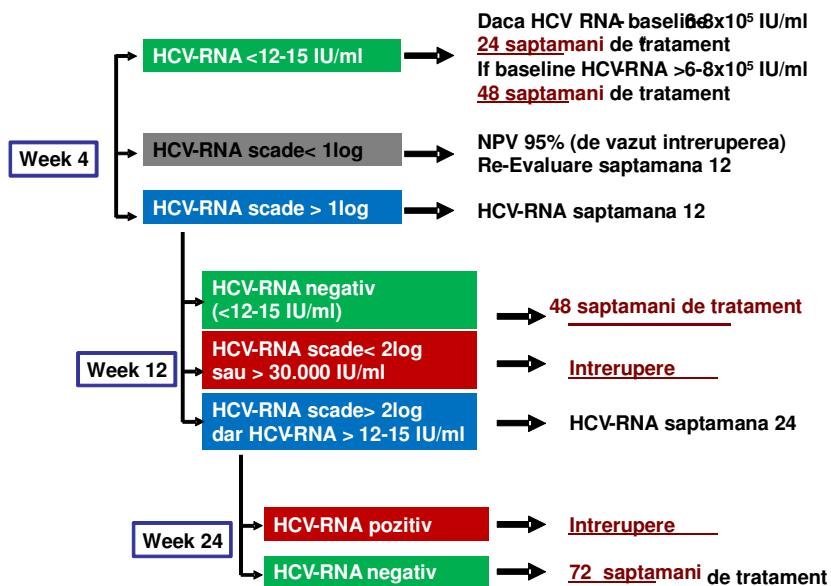 Daca HCV RNA baseline 6-8x10⁵ IU/ml
HCV-RNA <12-15 IU/ml
24 saptamani de tratament
If baseline HCV-RNA >6-8x10⁵ IU/ml
48 saptamani de tratament
Week 4
HCV-RNA scade< 1log
NPV 95% (de vazut intreruperea)
Re-Evaluare saptamana 12
HCV-RNA scade > 1log
HCV-RNA saptamana 12
HCV-RNA negativ
(<12-15 IU/ml)
48 saptamani de tratament
Week 12
HCV-RNA scade< 2log
sau > 30.000 IU/ml
Intrerupere
HCV-RNA scade> 2log
dar HCV-RNA > 12-15 IU/ml
HCV-RNA saptamana 24
Week 24
HCV-RNA pozitiv
Intrerupere
HCV-RNA negativ
72 saptamani de tratament